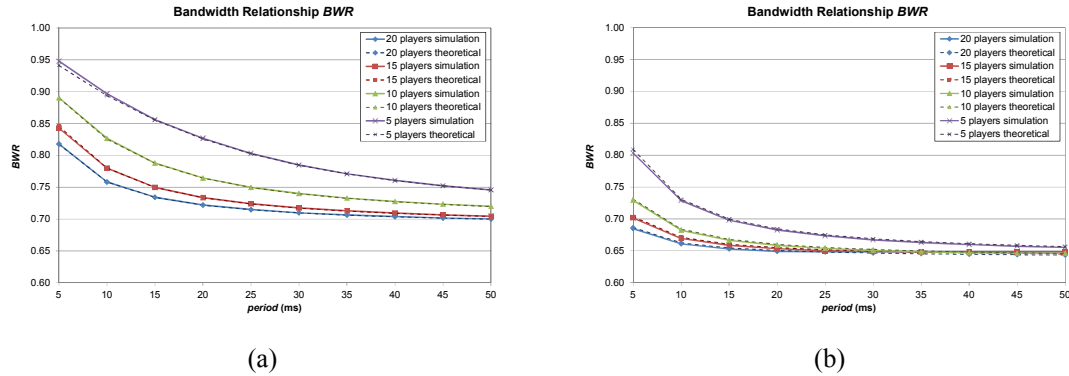 Bandwidth Relationship BWR
1.00
0.95
0.90
0.85
0.80
0.75
0.70
0.65
0.60
BWR
5 10 15 20 25 30 35 40 45 50
period (ms)
20 players simulation
20 players theoretical
15 players simulation
15 players theoretical
10 players simulation
10 players theoretical
5 players simulation
5 players theoretical
(a)
Bandwidth Relationship BWR
1.00
0.95
0.90
0.85
0.80
0.75
0.70
0.65
0.60
BWR
5 10 15 20 25 30 35 40 45 50
period (ms)
20 players simulation
20 players theoretical
15 players simulation
15 players theoretical
10 players simulation
10 players theoretical
5 players simulation
5 players theoretical
(b)